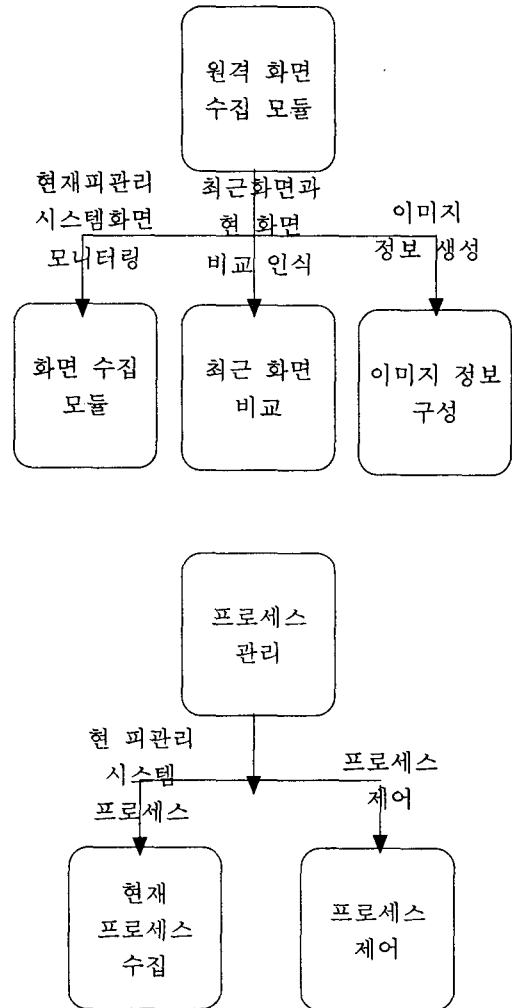 원격 화면
수집 모듈
현재피관리
시스템화면
모니터링
최근화면과
현 화면
비교 인식
이미지
정보 생성
화면 수집
모듈
최근 화면
비교
이미지 정보
구성
프로세스
관리
현 피관리
시스템
프로세스
프로세스
제어
현재
프로세스
수집
프로세스
제어